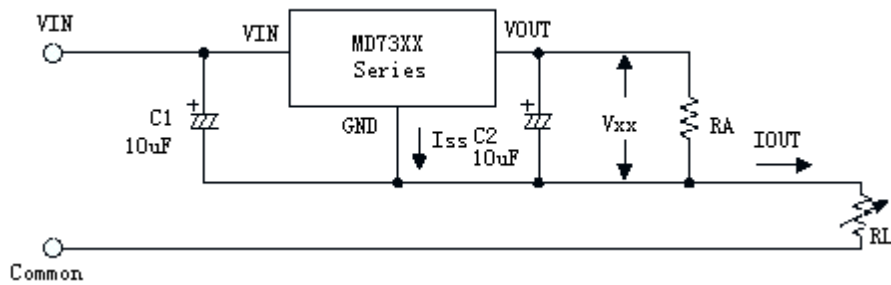 VIN
VIN
MD73XX
Series
VOUT
C1
10uF
GND
Iss
C2
10uF
Vxx
RA
IOUT
RL
Common